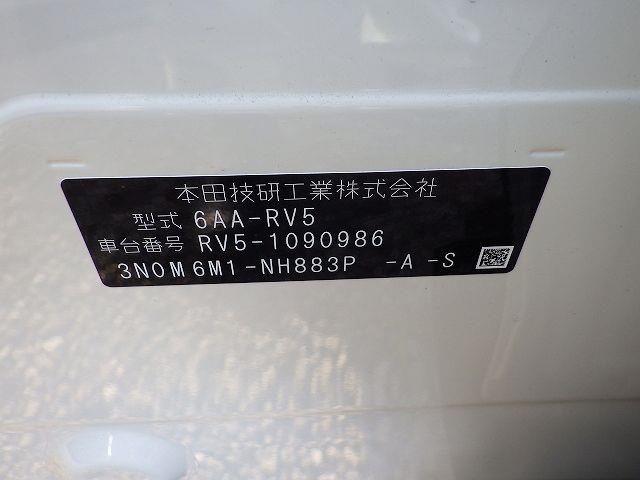 本田技研工業株式会社
型式 6AA-RV5
車台番号 RV5-1090986
3N0M6M1-NH883P -A -S